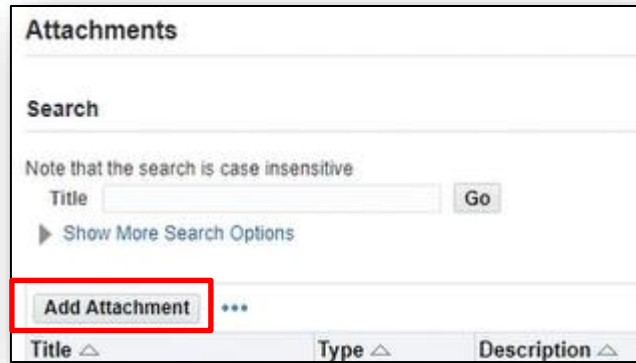 Attachments
Search
Note that the search is case insensitive
Title Go
Show More Search Options
Add Attachment
Title Type Description